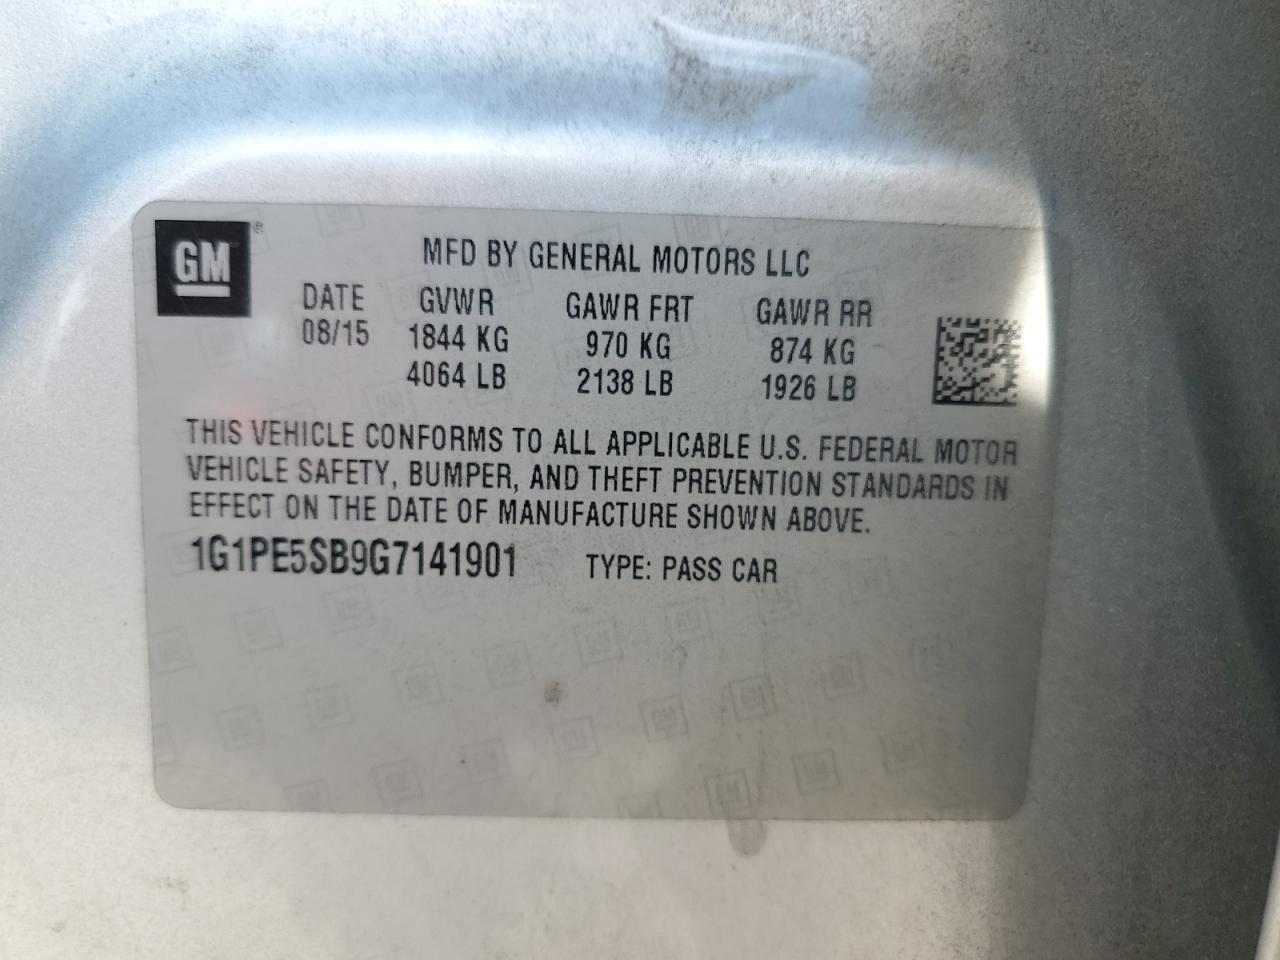 GM ®
MFD BY GENERAL MOTORS LLC
DATE GVWR GAWR FRT GAWR RR
08/15 1844 KG 970 KG 874 KG
4064 LB 2138 LB 1926 LB
THIS VEHICLE CONFORMS TO ALL APPLICABLE U.S. FEDERAL MOTOR
VEHICLE SAFETY, BUMPER, AND THEFT PREVENTION STANDARDS IN
EFFECT ON THE DATE OF MANUFACTURE SHOWN ABOVE.
1G1PE5SB9G7141901 TYPE: PASS CAR